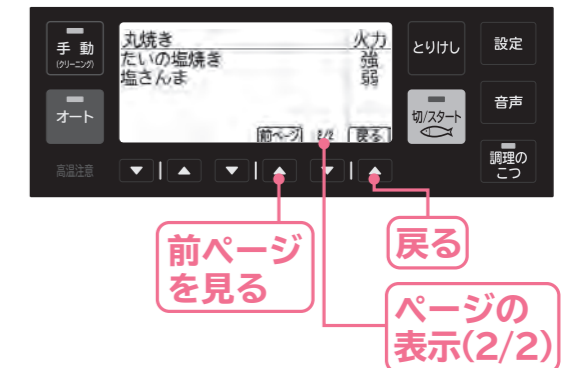 手 動
(クリーニング)
オート
高温注意
丸焼き 火力
たいの塩焼き 強
塩さんま 弱
前ページ 2/2 戻る
とりけし
設定
切/スタート
音声
調理の
こつ
▼ ▲ ▼ ▲ ▼ ▲
前ページ
を見る
戻る
ページの
表示(2/2)